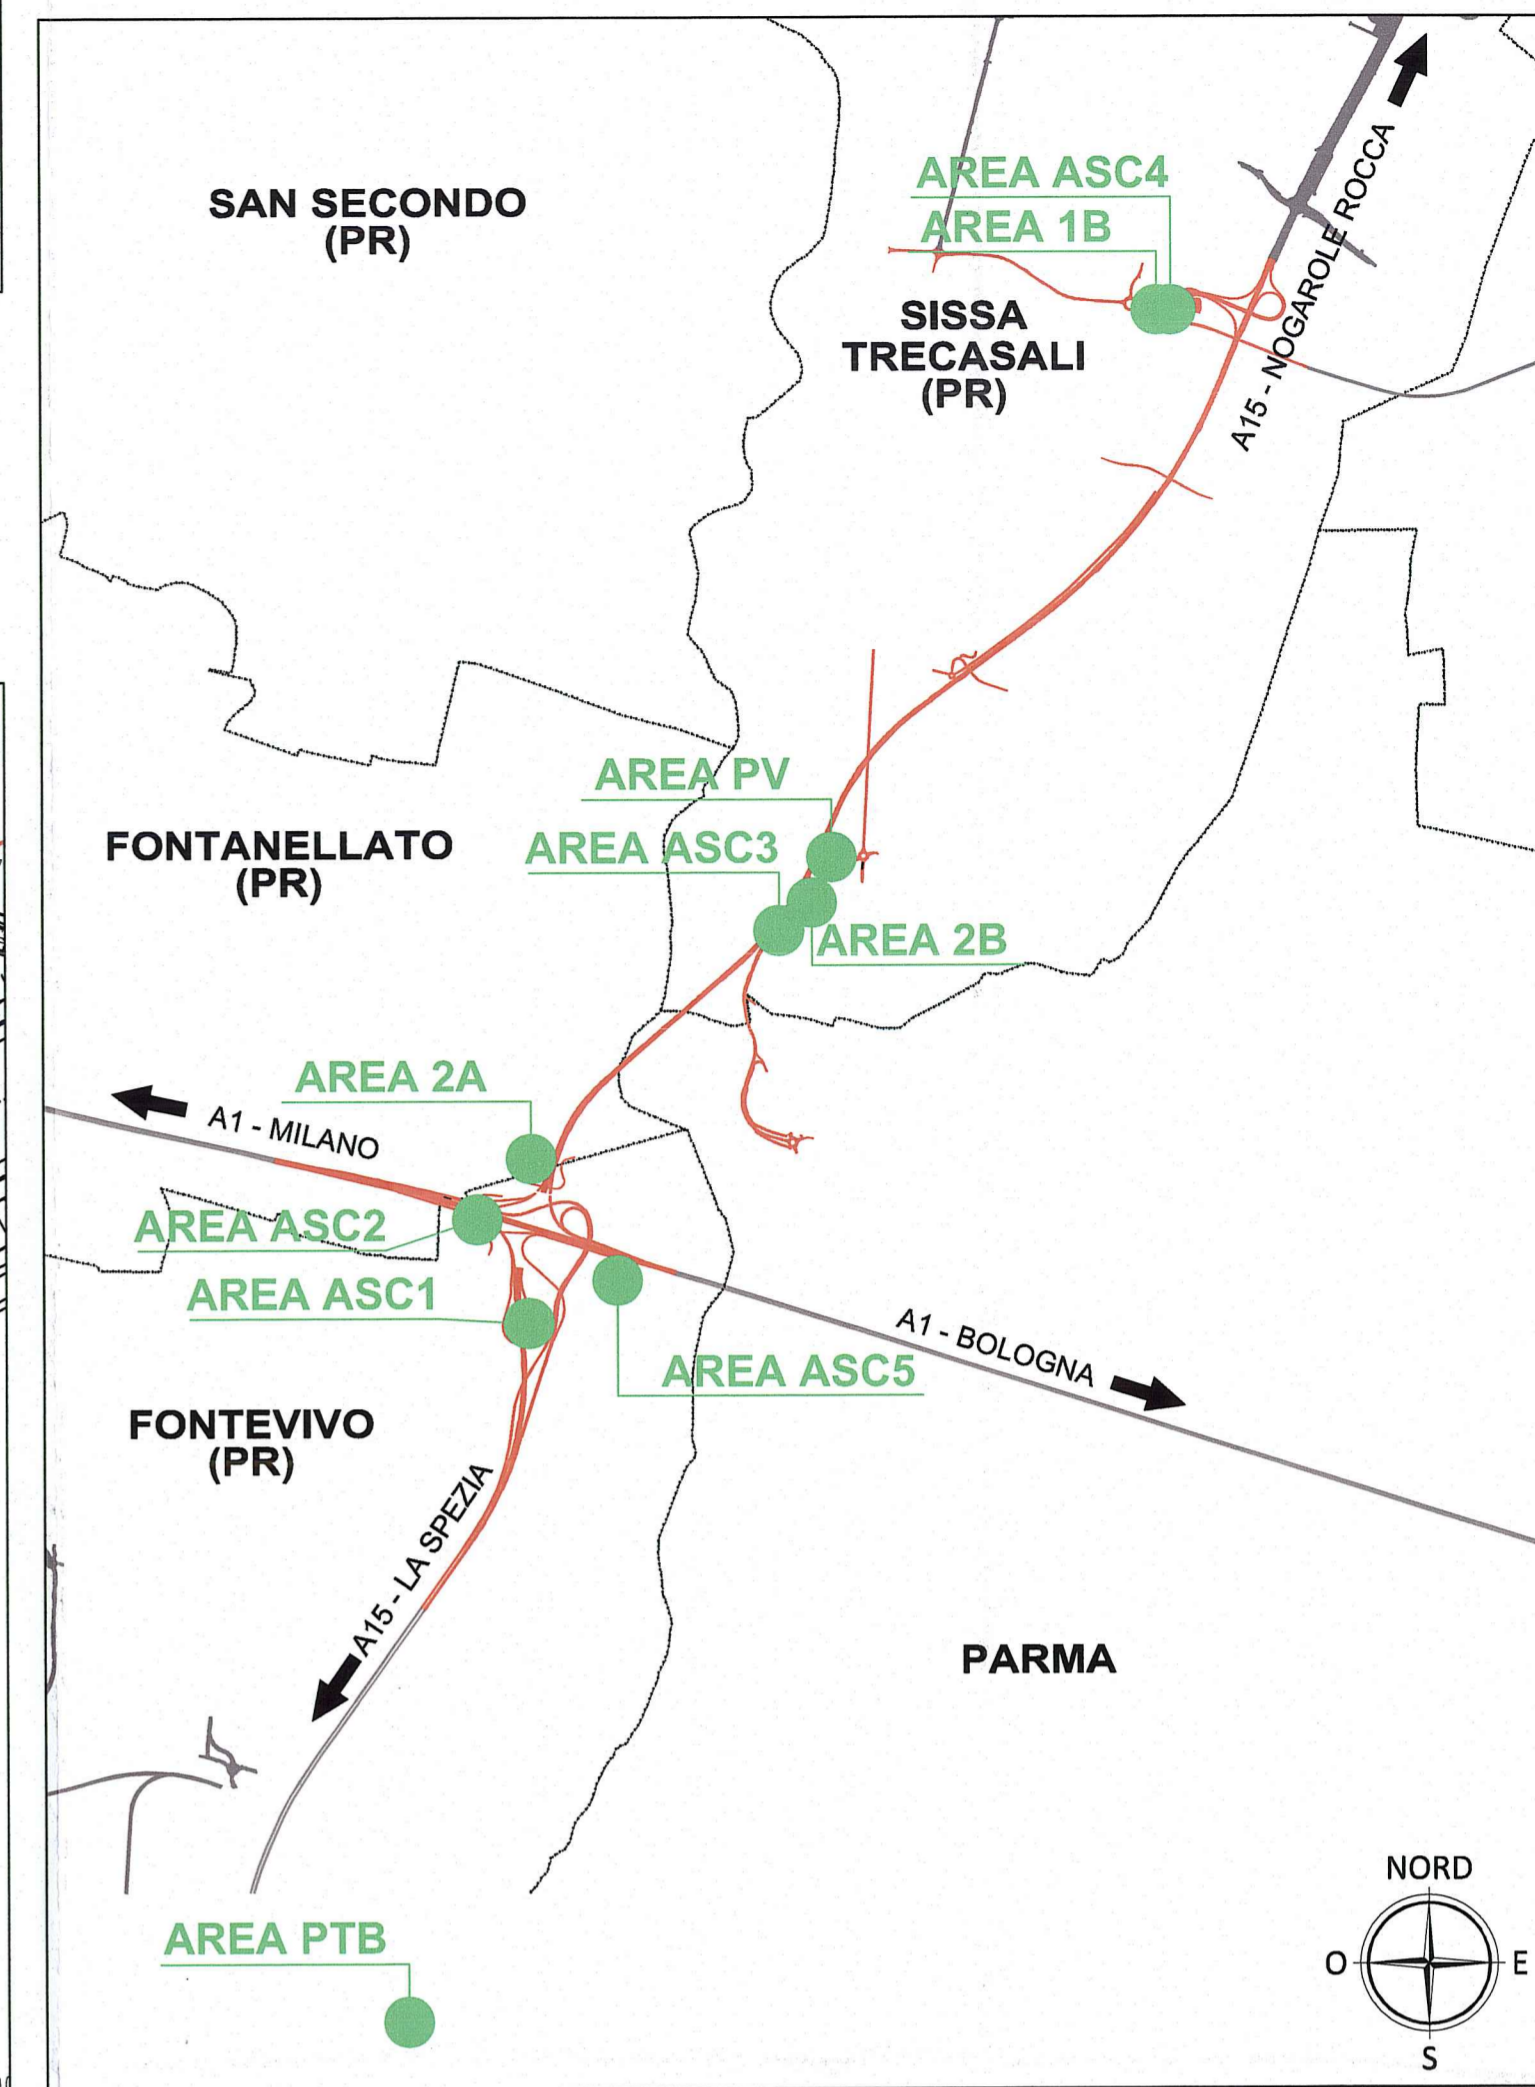 AREA ASC4
SAN SECONDO
(PR)
AREA 1B
A15 - NOGAROLE ROCCA
SISSA
TRECASALI
(PR)
AREA PV
FONTANELLATO
(PR)
AREA ASC3
AREA 2B
AREA 2A
A1 - MILANO
AREA ASC2
AREA ASC1
A1 - BOLOGNA
AREA ASC5
FONTEVIVO
(PR)
A15 - LA SPEZIA
PARMA
NORD
AREA PTB
O
E
S